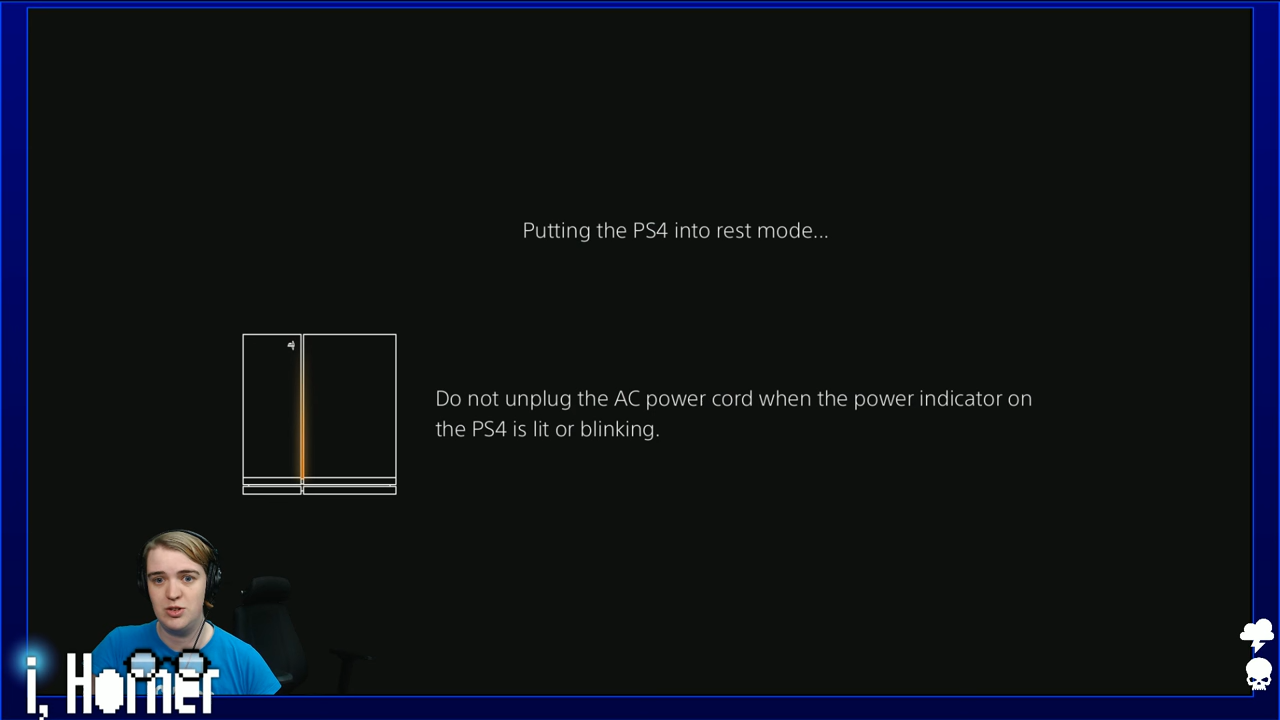 Putting the PS4 into rest mode...
Do not unplug the AC power cord when the power indicator on
the PS4 is lit or blinking.
i, Horner